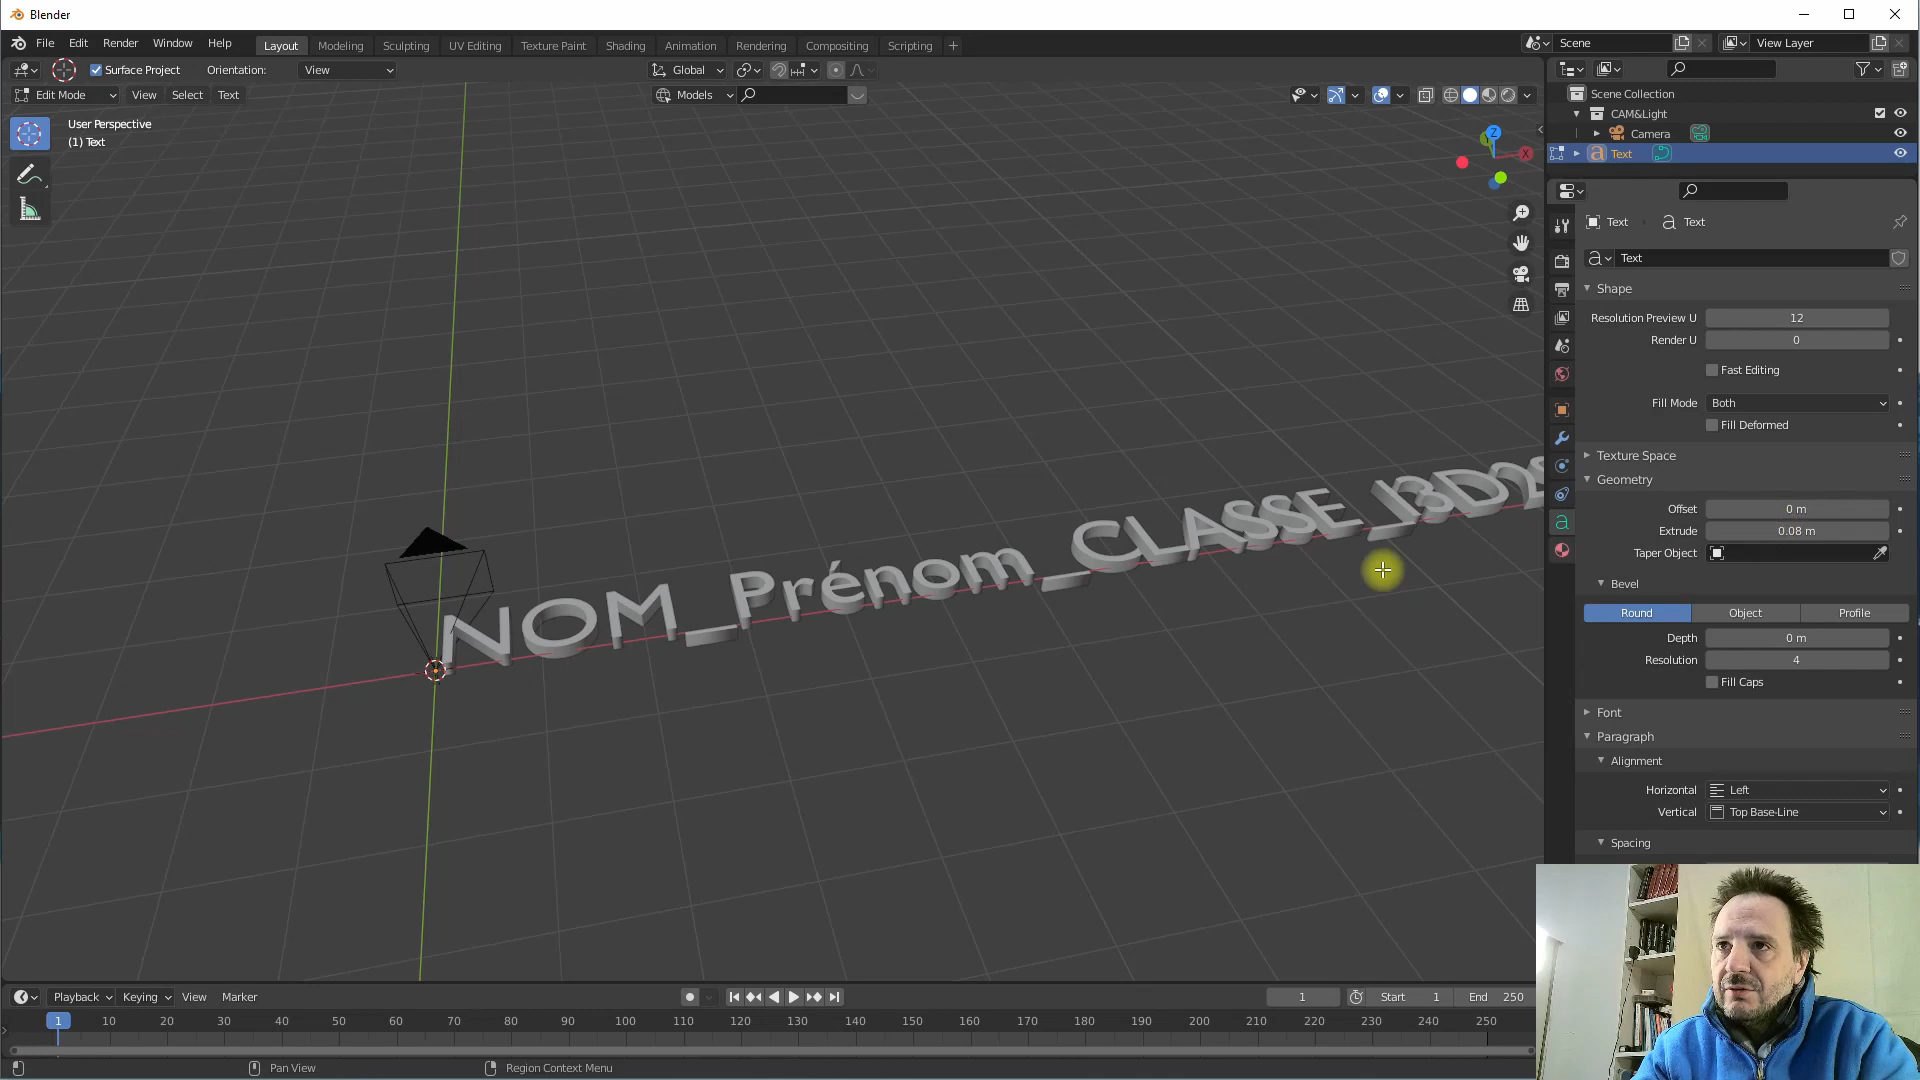 Blender
File Edit Render Window Help Layout Modeling Sculpting UV Editing Texture Paint Shading Animation Rendering Compositing Scripting + Scene View Layer
Surface Project Orientation: View Global
Edit Mode View Select Text Models
User Perspective
(1) Text
Z
X
NOM_Prénom_CLASSE_I3D2
Scene Collection
CAM&Light
Camera
Text
Text Text
Text
Shape
Resolution Preview U 12
Render U 0
Fast Editing
Fill Mode Both
Fill Deformed
Texture Space
Geometry
Offset 0 m
Extrude 0.08 m
Taper Object
Bevel
Round Object Profile
Depth 0 m
Resolution 4
Fill Caps
Font
Paragraph
Alignment
Horizontal Left
Vertical Top Base-Line
Spacing
Playback Keying View Marker 1 Start 1 End 250
1 10 20 30 40 50 60 70 80 90 100 110 120 130 140 150 160 170 180 190 200 210 220 230 240 250
Pan View Region Context Menu